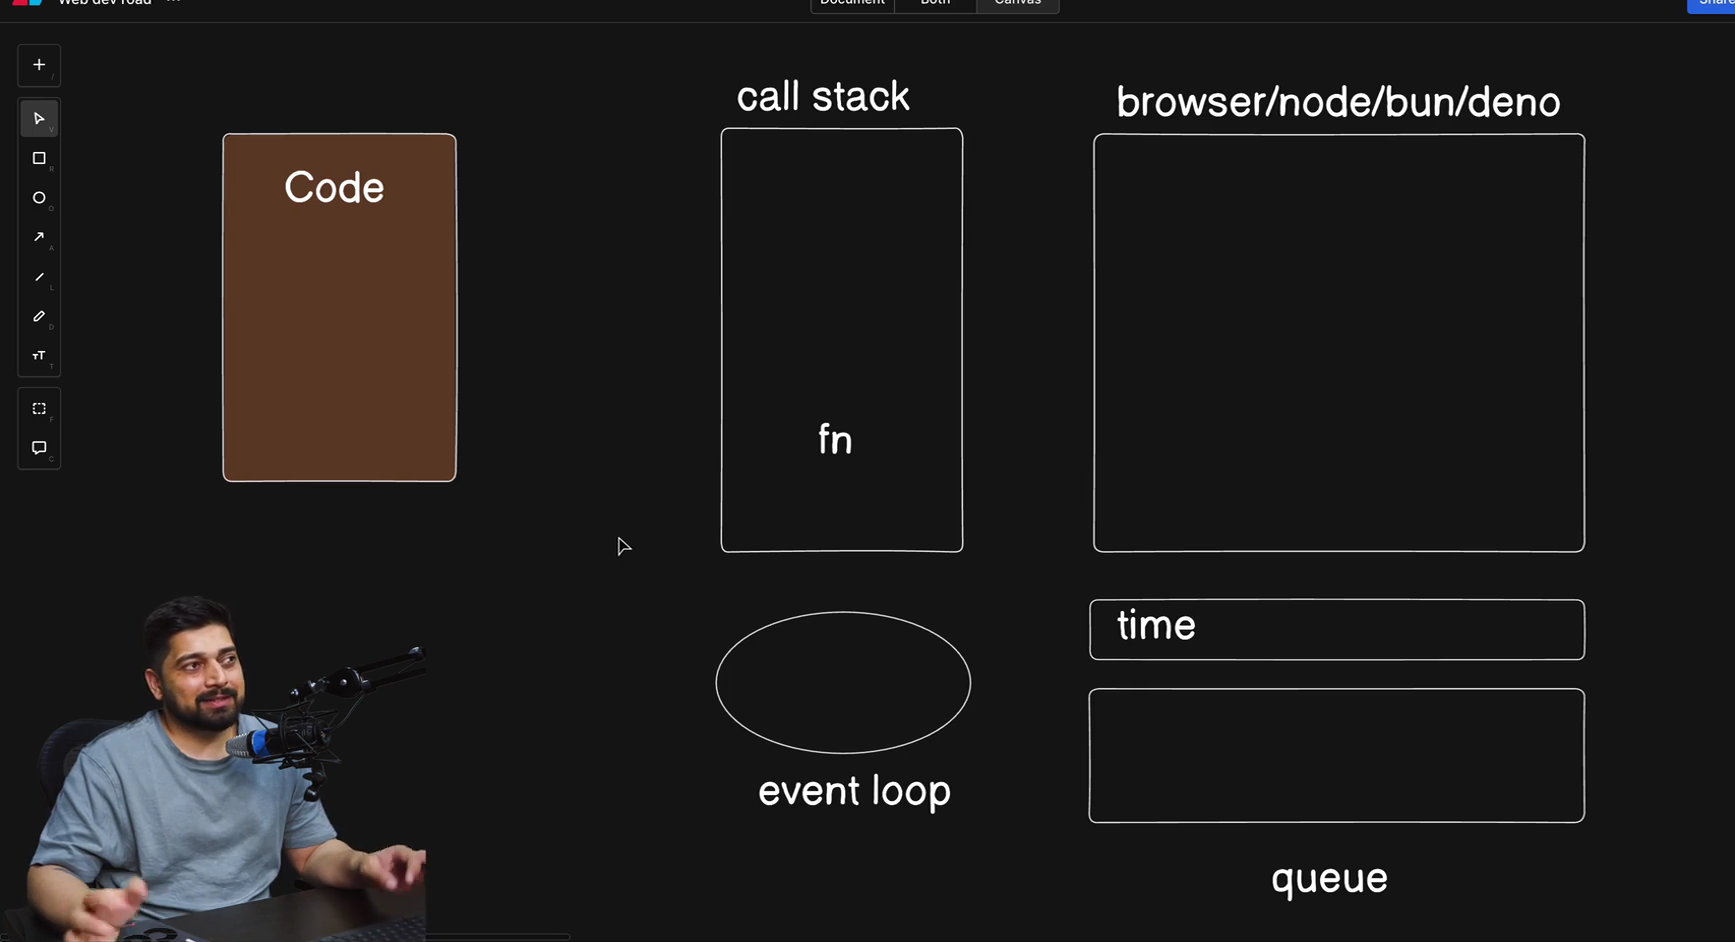 Web dev road
Document
Both
Canvas
Share
/
V
R
O
A
L
D
T
F
C
Code
call stack
fn
browser/node/bun/deno
time
event loop
queue